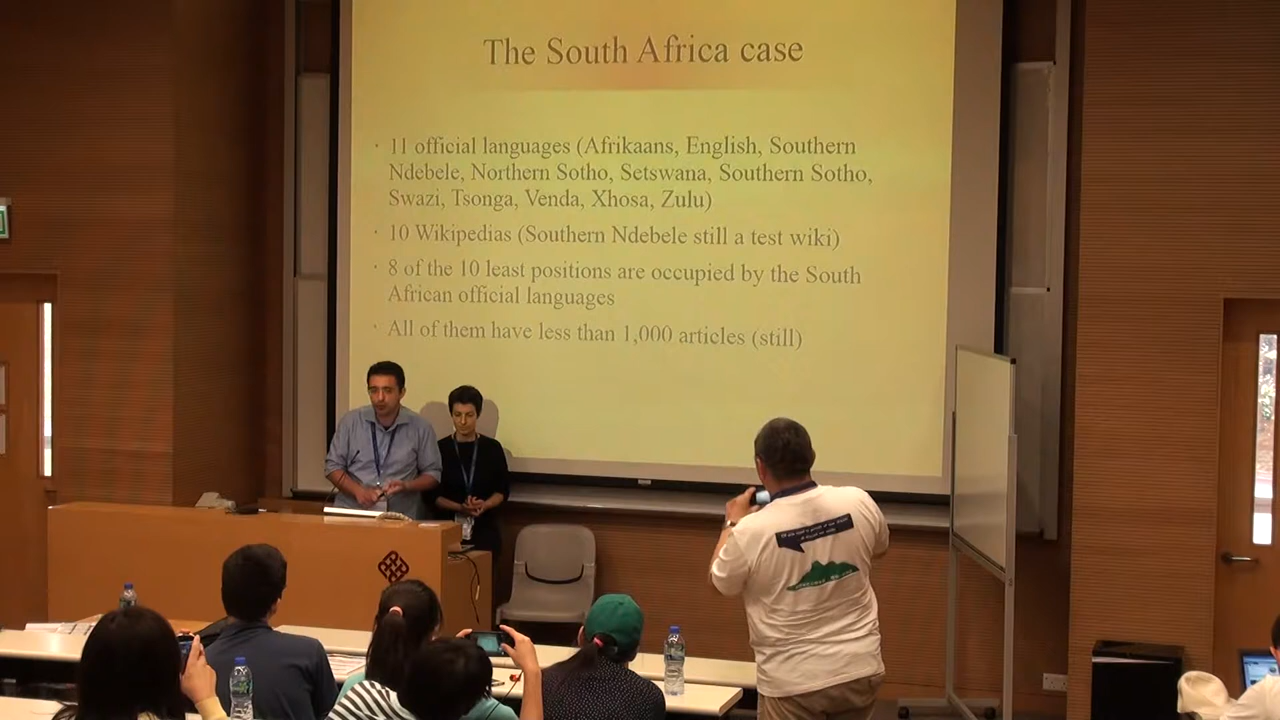 The South Africa case
· 11 official languages (Afrikaans, English, Southern
Ndebele, Northern Sotho, Setswana, Southern Sotho,
Swazi, Tsonga, Venda, Xhosa, Zulu)
· 10 Wikipedias (Southern Ndebele still a test wiki)
· 8 of the 10 least positions are occupied by the South
African official languages
· All of them have less than 1,000 articles (still)